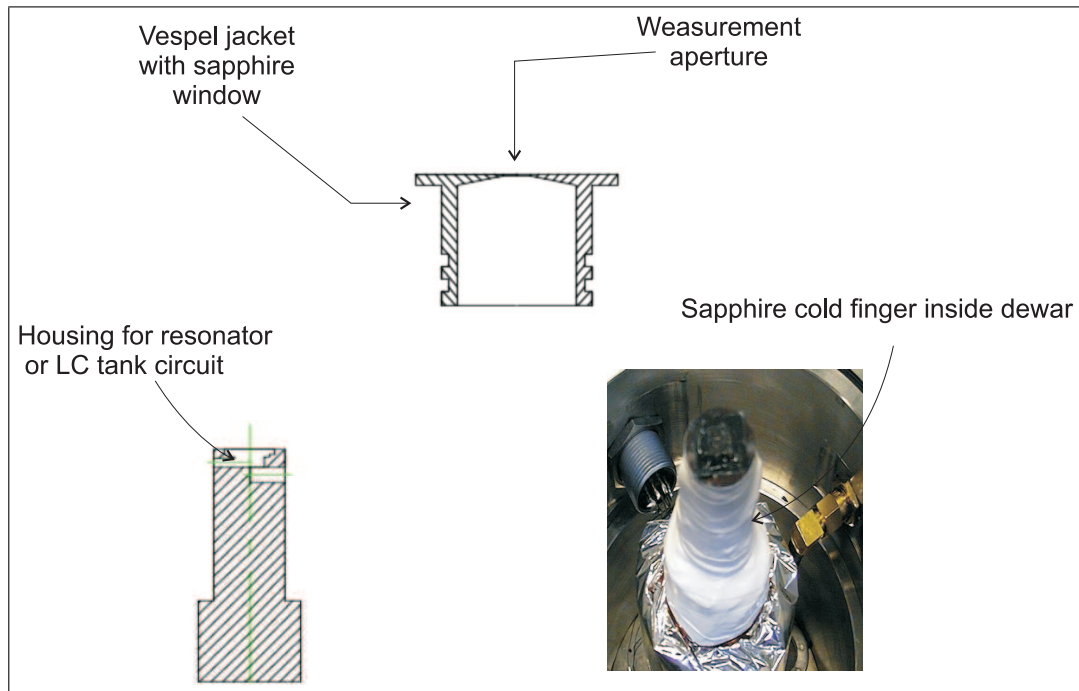 Vespel jacket
with sapphire
window
Weasurement
aperture
Sapphire cold finger inside dewar
Housing for resonator
or LC tank circuit